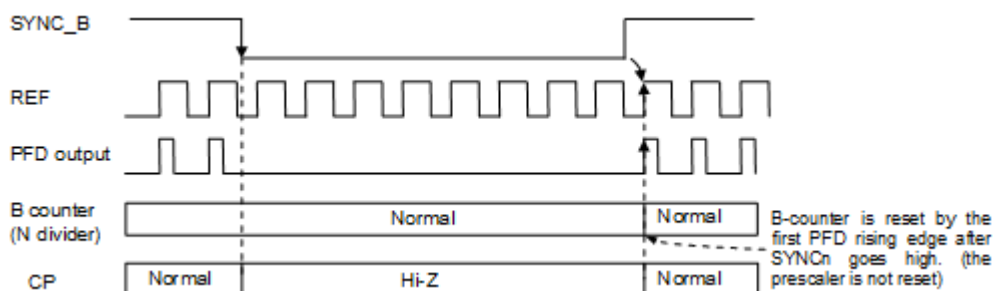 SYNC_B
REF
PFD output
B counter
(N divider)
Normal
Normal
B-counter is reset by the
first PFD rising edge after
SYNCn goes high. (the
prescaler is not reset)
CP
Normal
Hi-Z
Normal